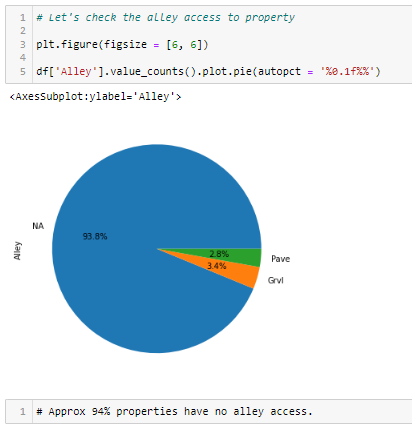 1 # Let's check the alley access to property
2
3 plt.figure(figsize = [6, 6])
4
5 df['Alley'].value_counts().plot.pie(autopct = '%0.1f%%')
<AxesSubplot:ylabel='Alley'>
NA
93.8%
Alley
2.8%
Pave
3.4%
Grvl
1 # Approx 94% properties have no alley access.